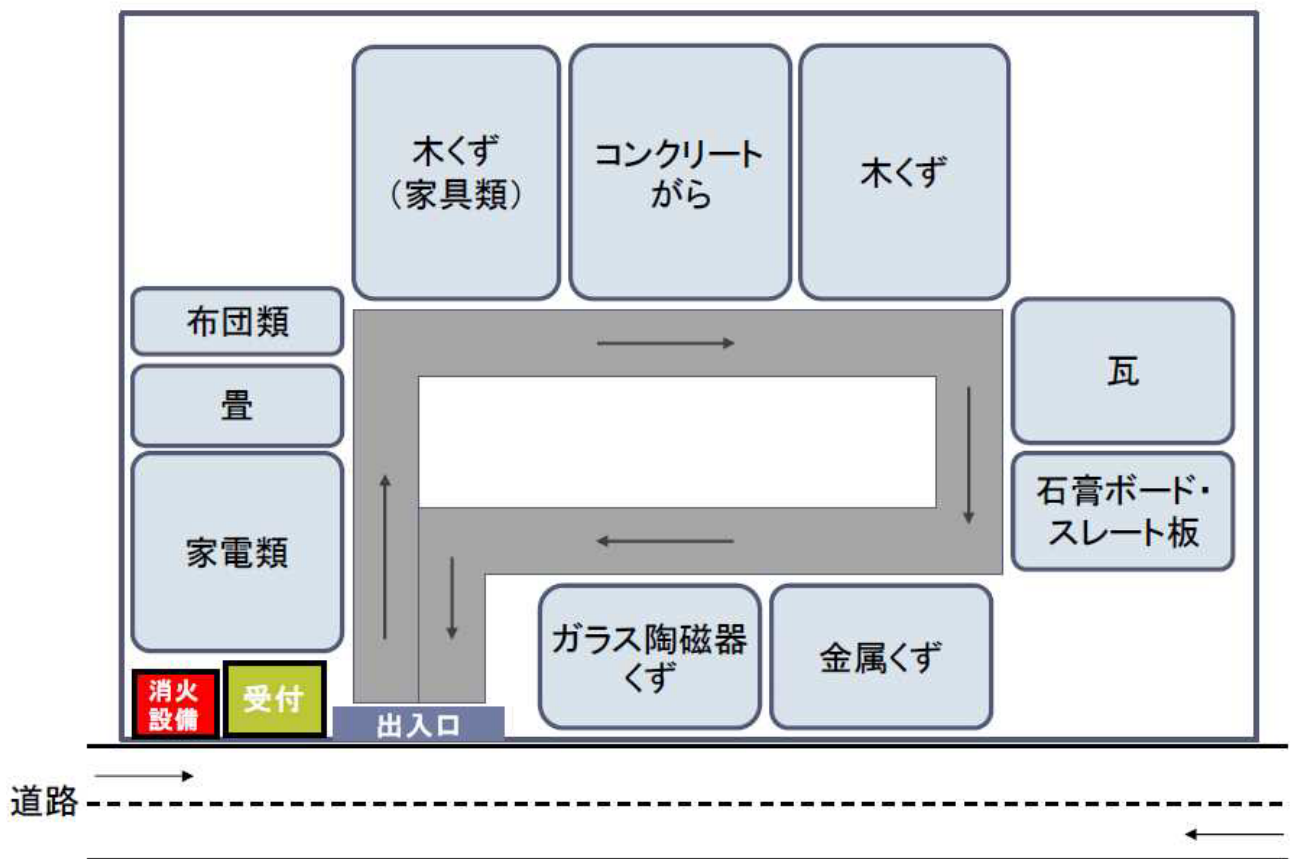 木くず
（家具類）
コンクリート
がら
木くず
布団類
畳
家電類
瓦
石膏ボード・
スレート板
ガラス陶磁器
くず
金属くず
消火
設備
受付
出入口
道路